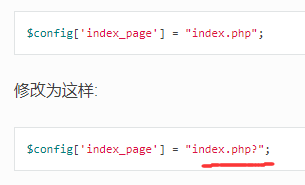 $config['index_page'] = "index.php";
修改为这样:
$config['index_page'] = "index.php?";